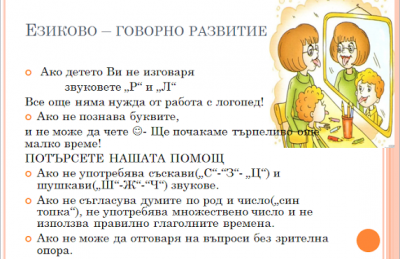 ЕЗИКОВО – ГОВОРНО РАЗВИТИЕ
Ако детето Ви не изговаря
звуковете „Р“ и „Л“
Все още няма нужда от работа с логопед!
Ако не познава буквите,
и не може да чете ☺- Ще почакаме търпеливо още
малко време!
ПОТЪРСЕТЕ НАШАТА ПОМОЩ
Ако не употребява съскави(„С“-“З“- „Ц“) и
шушкави(„Ш“-Ж“-“Ч“) звукове.
Ако не съгласува думите по род и число(„син
топка“), не употребява множествено число и не
използва правилно глаголните времена.
Ако не може да отговаря на въпроси без зрителна
опора.